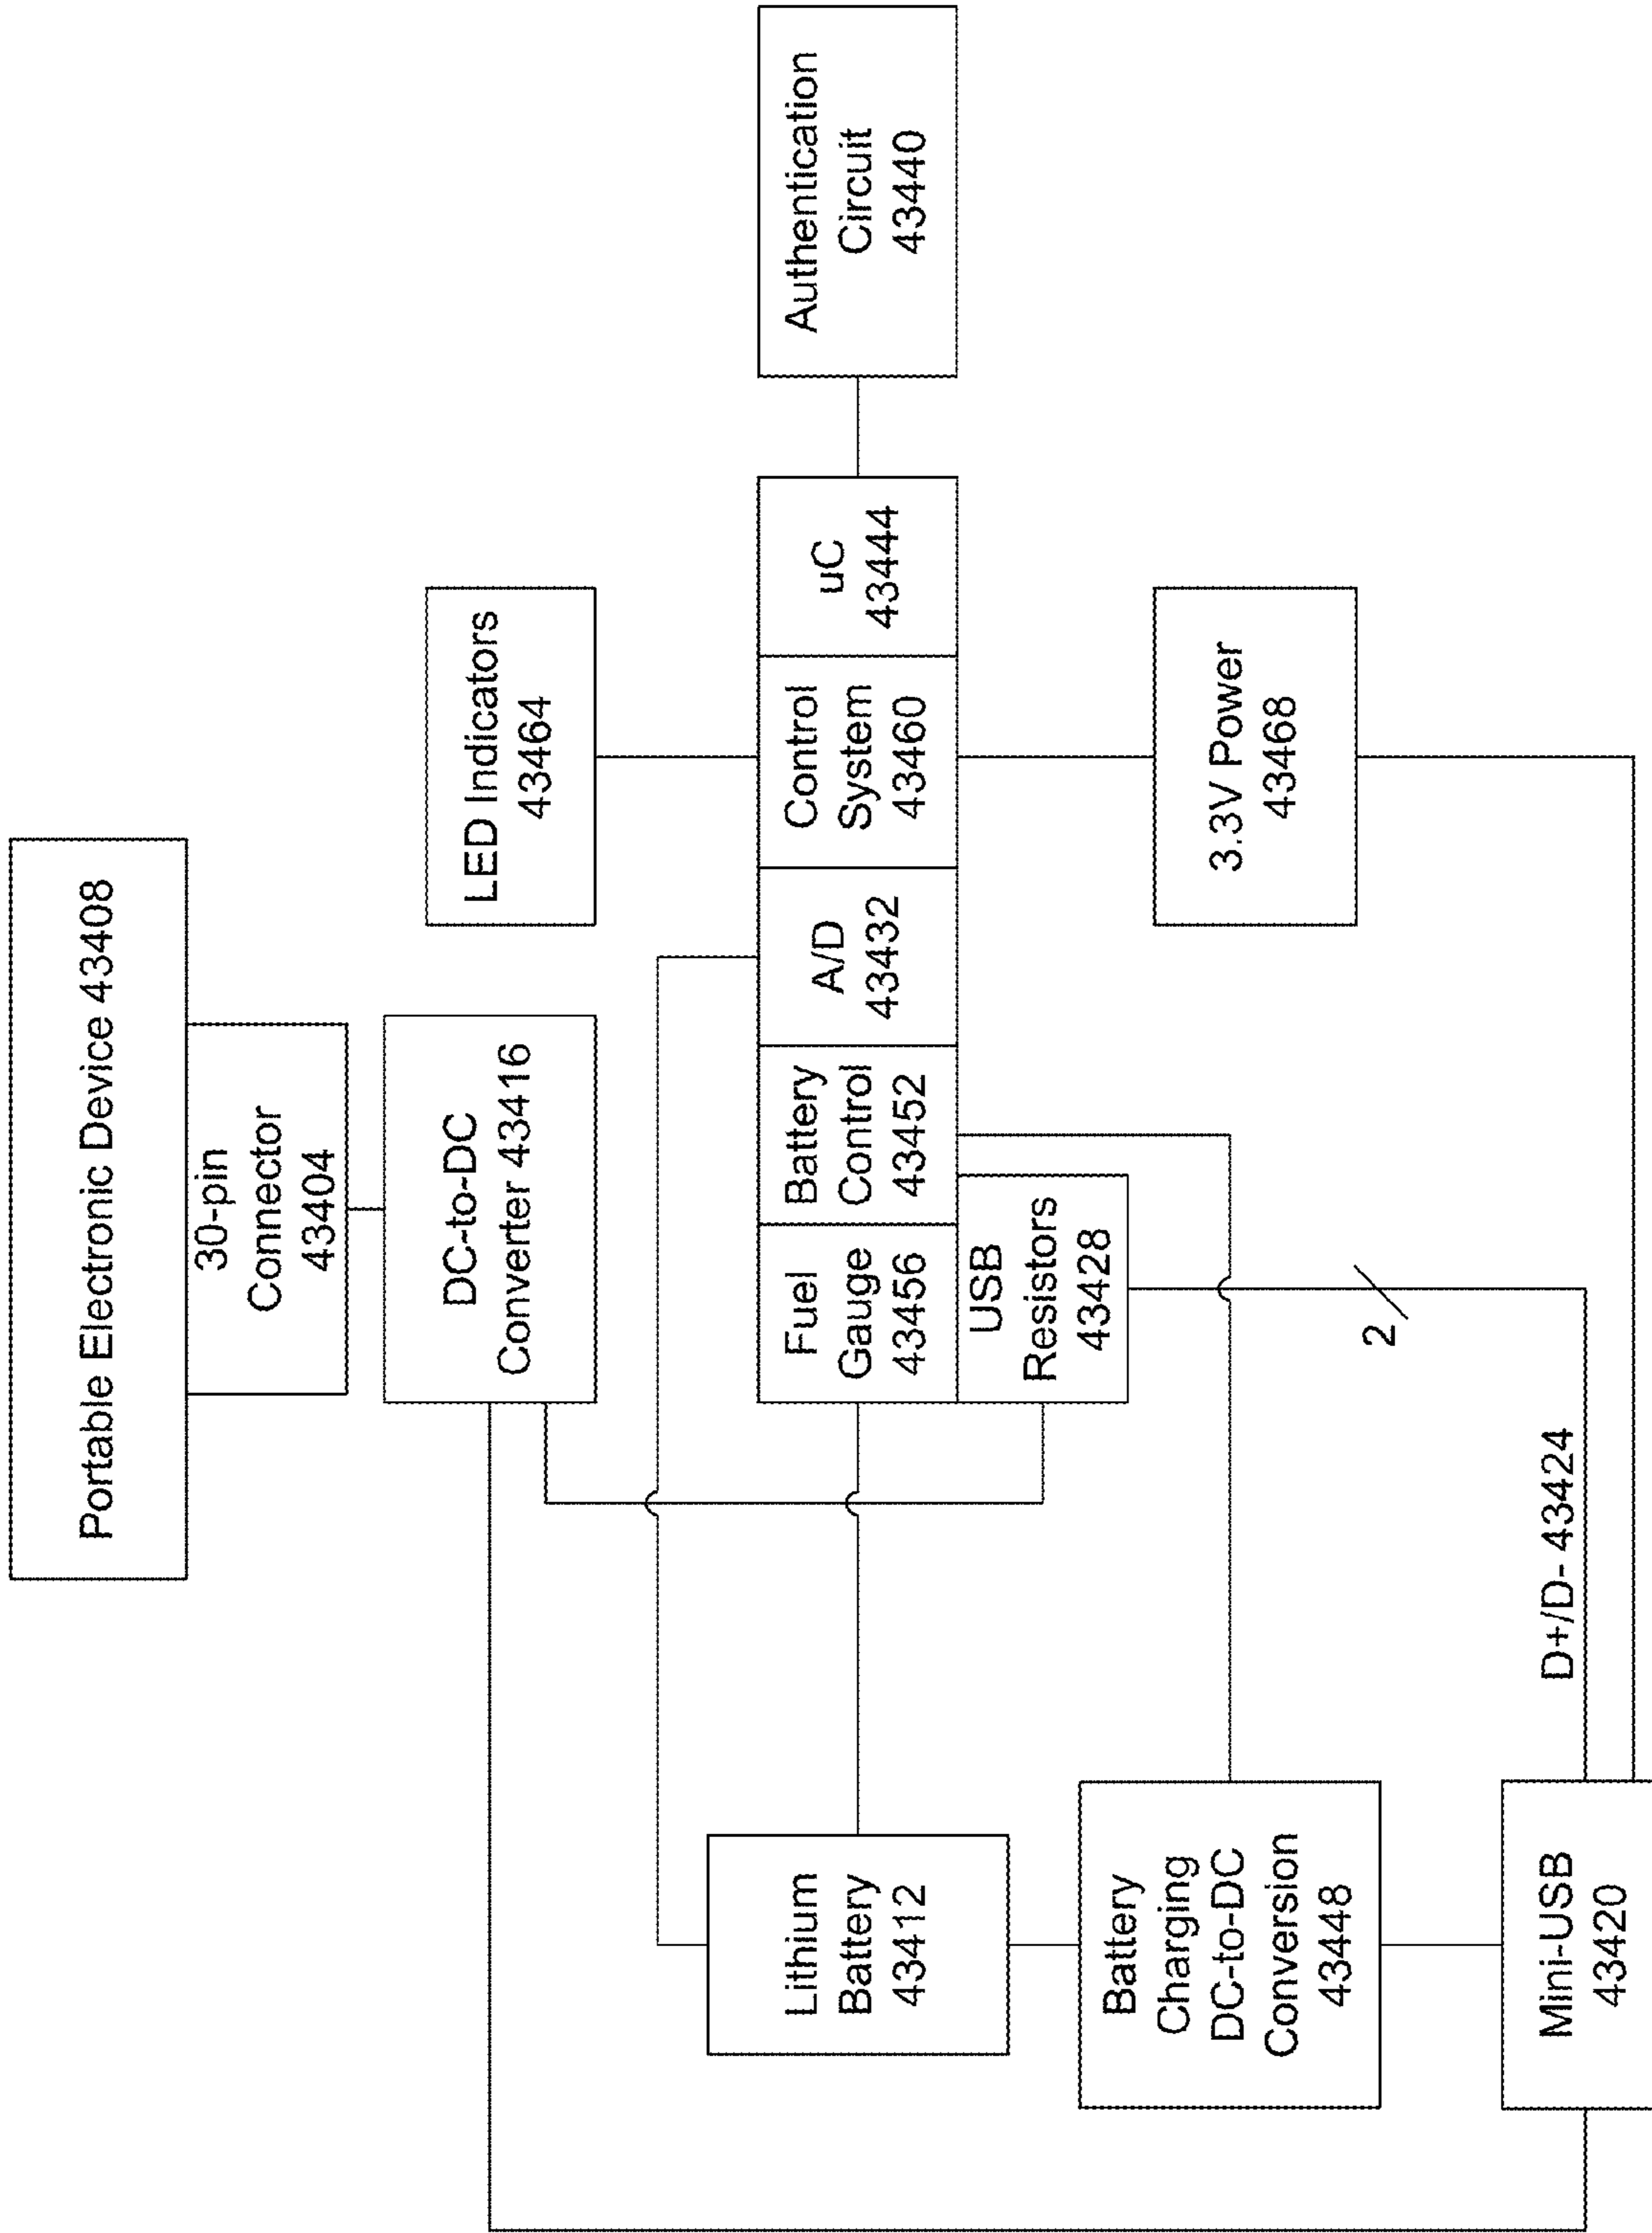 Portable Electronic Device 43408
30-pin
Connector
43404
DC-to-DC
Converter 43416
LED Indicators
43464
Lithium
Battery
43412
Fuel
Gauge
43456
Battery
Control
43452
A/D
43432
Control
System
43460
uC
43444
Authentication
Circuit
43440
USB
Resistors
43428
Battery
Charging
DC-to-DC
Conversion
43448
3.3V Power
43468
2
D+/D- 43424
Mini-USB
43420